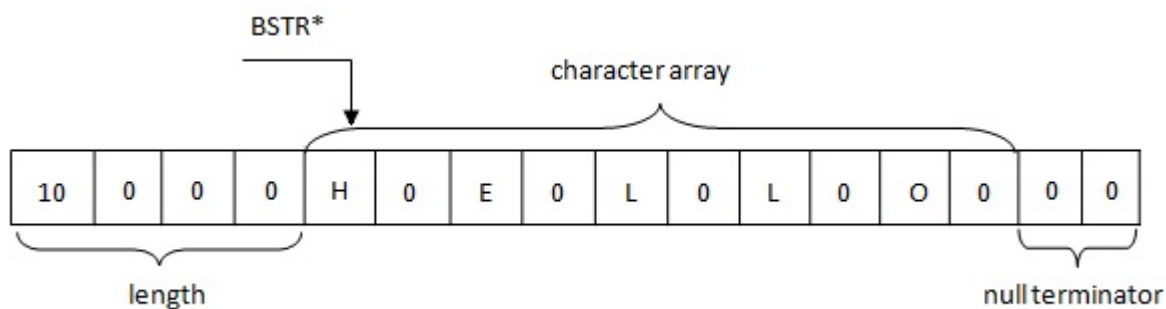 BSTR*
character array
10 0 0 0 H 0 E 0 L 0 L 0 O 0 0 0
length
null terminator